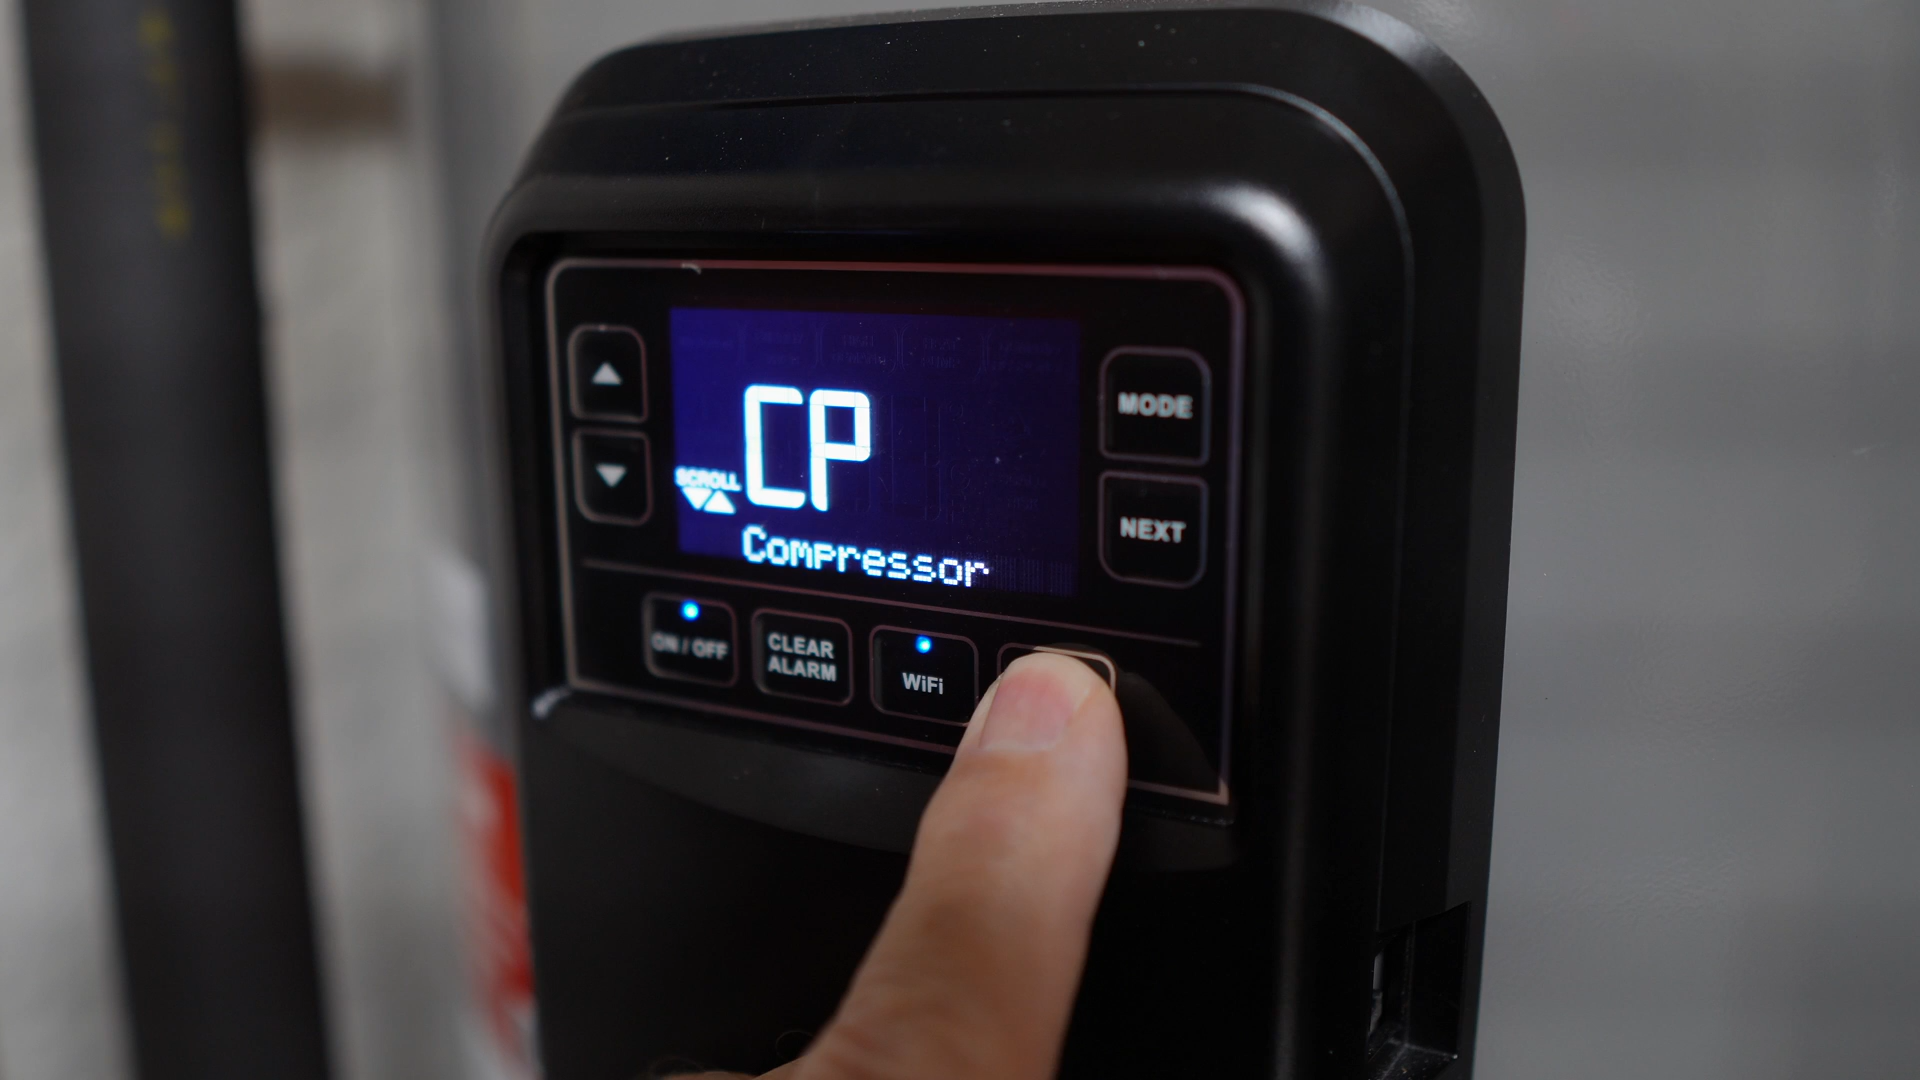 CP
SCROLL
Compressor
MODE
NEXT
ON / OFF
CLEAR
ALARM
WiFi